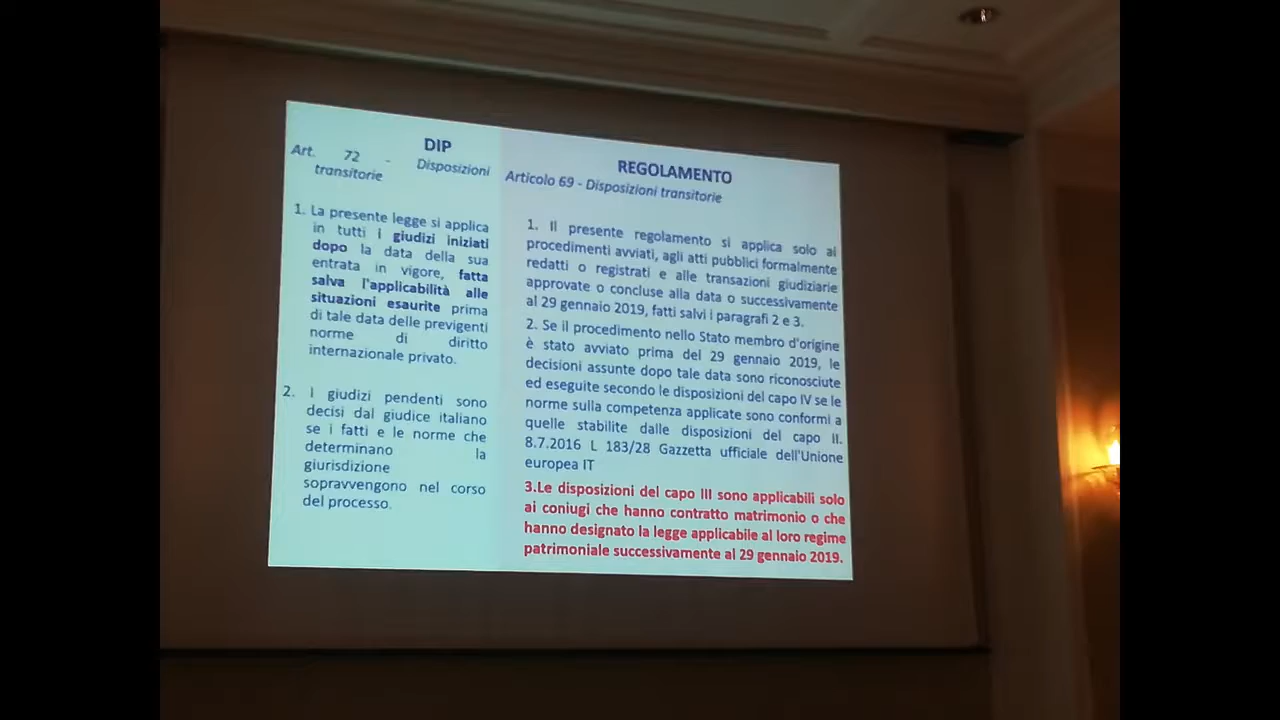 DIP
Art. 72 - Disposizioni
transitorie
1. La presente legge si applica
in tutti i giudizi iniziati
dopo la data della sua
entrata in vigore, fatta
salva l'applicabilità alle
situazioni esaurite prima
di tale data delle previgenti
norme di diritto
internazionale privato.
2. I giudizi pendenti sono
decisi dal giudice italiano
se i fatti e le norme che
determinano la
giurisdizione
sopravvengono nel corso
del processo.
REGOLAMENTO
Articolo 69 - Disposizioni transitorie
1. Il presente regolamento si applica solo ai
procedimenti avviati, agli atti pubblici formalmente
redatti o registrati e alle transazioni giudiziarie
approvate o concluse alla data o successivamente
al 29 gennaio 2019, fatti salvi i paragrafi 2 e 3.
2. Se il procedimento nello Stato membro d'origine
è stato avviato prima del 29 gennaio 2019, le
decisioni assunte dopo tale data sono riconosciute
ed eseguite secondo le disposizioni del capo IV se le
norme sulla competenza applicate sono conformi a
quelle stabilite dalle disposizioni del capo II.
8.7.2016 L 183/28 Gazzetta ufficiale dell'Unione
europea IT
3.Le disposizioni del capo III sono applicabili solo
ai coniugi che hanno contratto matrimonio o che
hanno designato la legge applicabile al loro regime
patrimoniale successivamente al 29 gennaio 2019.